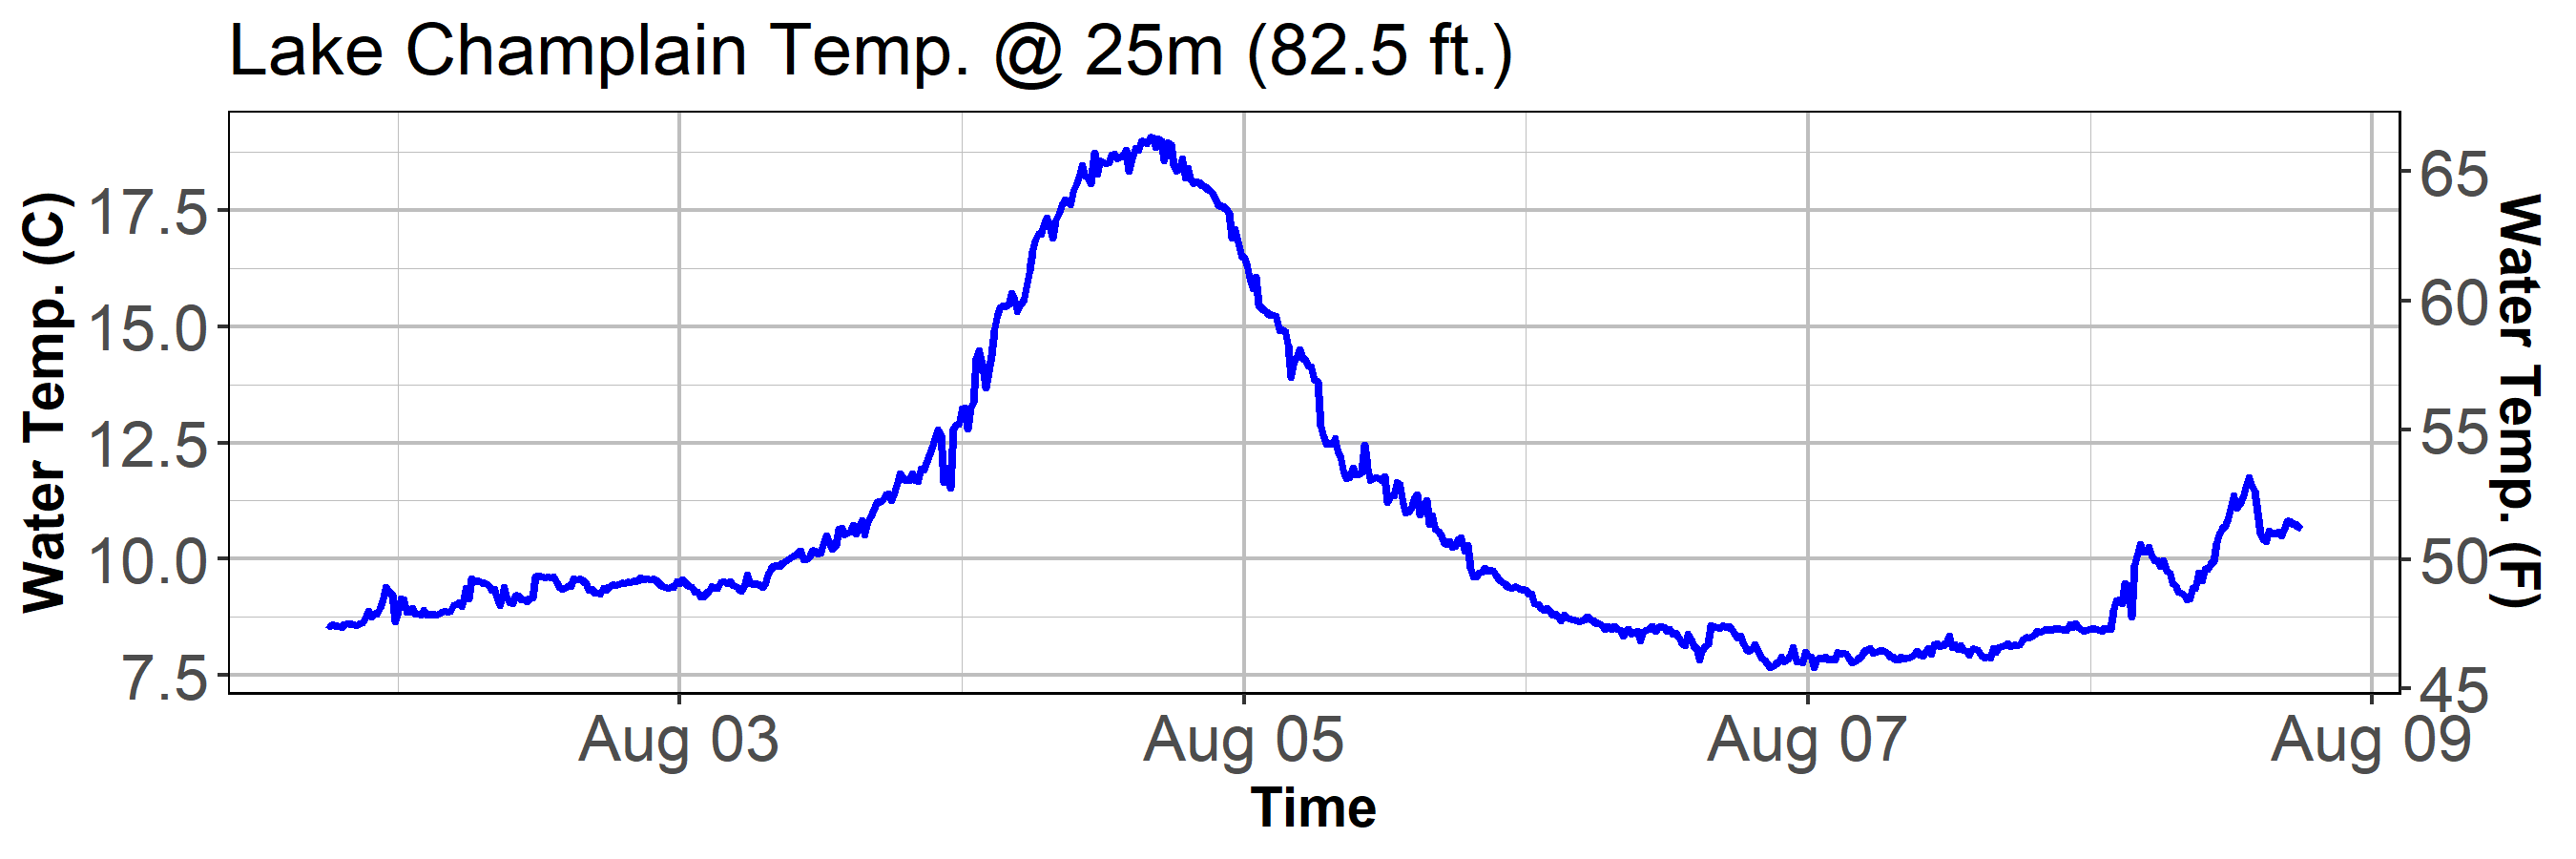 Lake Champlain Temp. @ 25m (82.5 ft.)
Water Temp. (C)
17.5
15.0
12.5
10.0
7.5
65
60
55
50
45
Water Temp. (F)
Aug 03
Aug 05
Aug 07
Aug 09
Time